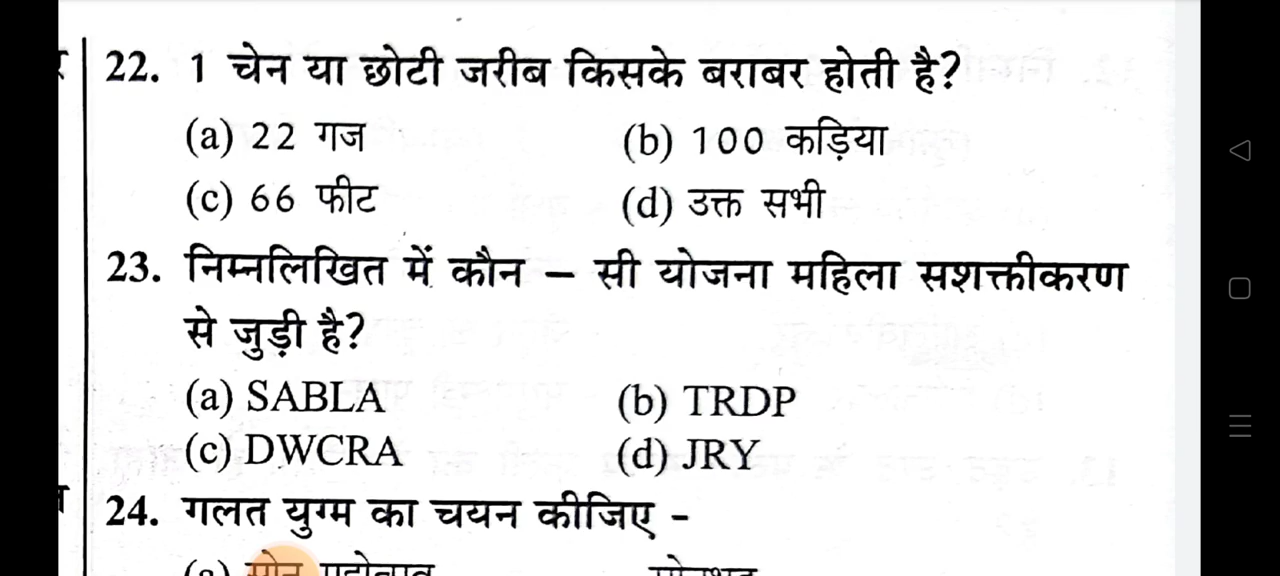 22. 1 चेन या छोटी जरीब किसके बराबर होती है?
(a) 22 गज (b) 100 कड़िया
(c) 66 फीट (d) उक्त सभी
23. निम्नलिखित में कौन – सी योजना महिला सशक्तीकरण
से जुड़ी है?
(a) SABLA (b) TRDP
(c) DWCRA (d) JRY
24. गलत युग्म का चयन कीजिए -